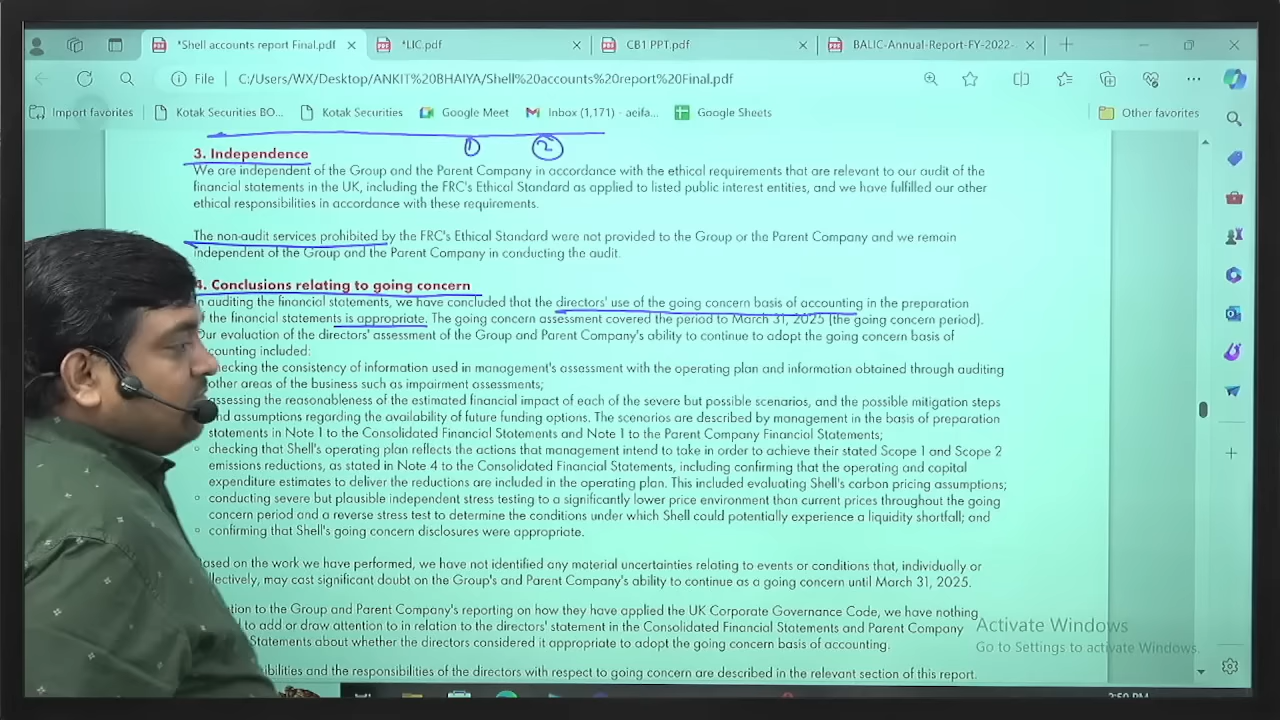 *Shell accounts report Final.pdf
*LIC.pdf
CB1 PPT.pdf
BALIC-Annual-Report-FY-2022-
File
C:/Users/WX/Desktop/ANKIT%20BHAIYA/Shell%20accounts%20report%20Final.pdf
Import favorites
Kotak Securities BO...
Kotak Securities
Google Meet
Inbox (1,171) - aeifa...
Google Sheets
Other favorites
1 2
3. Independence
We are independent of the Group and the Parent Company in accordance with the ethical requirements that are relevant to our audit of the
financial statements in the UK, including the FRC's Ethical Standard as applied to listed public interest entities, and we have fulfilled our other
ethical responsibilities in accordance with these requirements.
The non-audit services prohibited by the FRC's Ethical Standard were not provided to the Group or the Parent Company and we remain
independent of the Group and the Parent Company in conducting the audit.
4. Conclusions relating to going concern
auditing the financial statements, we have concluded that the directors' use of the going concern basis of accounting in the preparation
the financial statements is appropriate. The going concern assessment covered the period to March 31, 2025 (the going concern period).
Our evaluation of the directors' assessment of the Group and Parent Company's ability to continue to adopt the going concern basis of
counting included:
ecking the consistency of information used in management's assessment with the operating plan and information obtained through auditing
other areas of the business such as impairment assessments;
assessing the reasonableness of the estimated financial impact of each of the severe but possible scenarios, and the possible mitigation steps
nd assumptions regarding the availability of future funding options. The scenarios are described by management in the basis of preparation
statements in Note 1 to the Consolidated Financial Statements and Note 1 to the Parent Company Financial Statements;
checking that Shell's operating plan reflects the actions that management intend to take in order to achieve their stated Scope 1 and Scope 2
emissions reductions, as stated in Note 4 to the Consolidated Financial Statements, including confirming that the operating and capital
expenditure estimates to deliver the reductions are included in the operating plan. This included evaluating Shell's carbon pricing assumptions;
conducting severe but plausible independent stress testing to a significantly lower price environment than current prices throughout the going
concern period and a reverse stress test to determine the conditions under which Shell could potentially experience a liquidity shortfall; and
confirming that Shell's going concern disclosures were appropriate.
ased on the work we have performed, we have not identified any material uncertainties relating to events or conditions that, individually or
llectively, may cast significant doubt on the Group's and Parent Company's ability to continue as a going concern until March 31, 2025.
tion to the Group and Parent Company's reporting on how they have applied the UK Corporate Governance Code, we have nothing
to add or draw attention to in relation to the directors' statement in the Consolidated Financial Statements and Parent Company
Statements about whether the directors considered it appropriate to adopt the going concern basis of accounting.
ibilities and the responsibilities of the directors with respect to going concern are described in the relevant section of this report.
Activate Windows
Go to Settings to activate Windows.